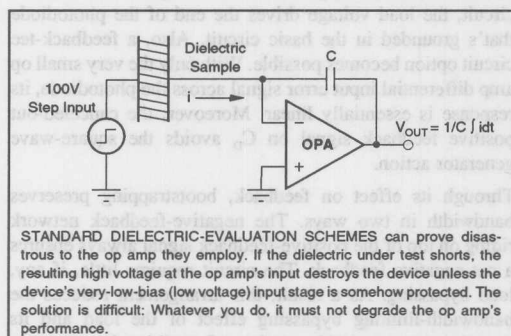 Dielectric
Sample
C
100V
Step Input
i
OPA
+
VOUT = 1/C ∫ idt
STANDARD DIELECTRIC-EVALUATION SCHEMES can prove disas-
trous to the op amp they employ. If the dielectric under test shorts, the
resulting high voltage at the op amp's input destroys the device unless the
device's very-low-bias (low voltage) input stage is somehow protected. The
protection is difficult: Whatever you do, it must not degrade the op amp's
performance.